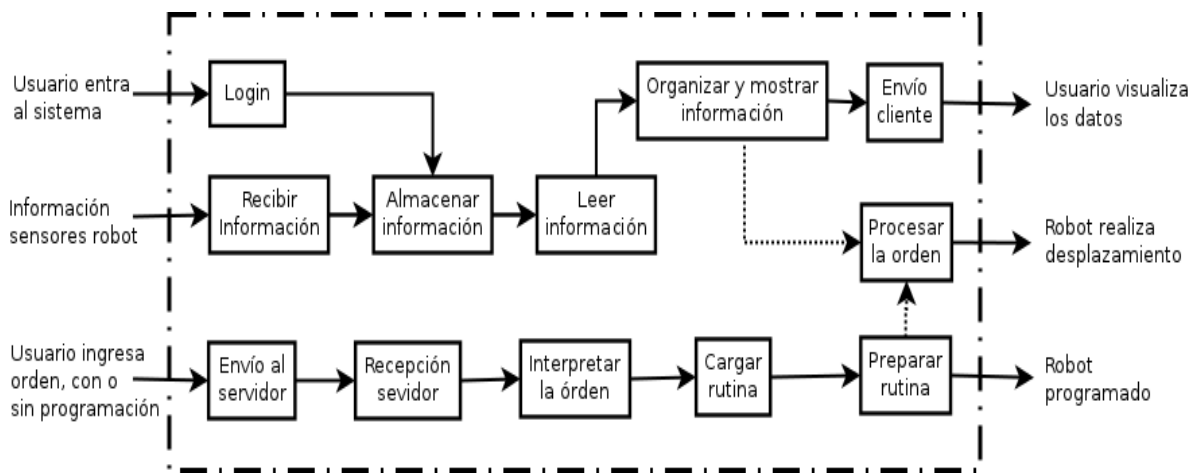 Usuario entra
al sistema
Login
Organizar y mostrar
información
Envío
cliente
Usuario visualiza
los datos
Información
sensores robot
Recibir
Información
Almacenar
información
Leer
información
Procesar
la orden
Robot realiza
desplazamiento
Usuario ingresa
orden, con o
sin programación
Envío al
servidor
Recepción
sevidor
Interpretar
la órden
Cargar
rutina
Preparar
rutina
Robot
programado